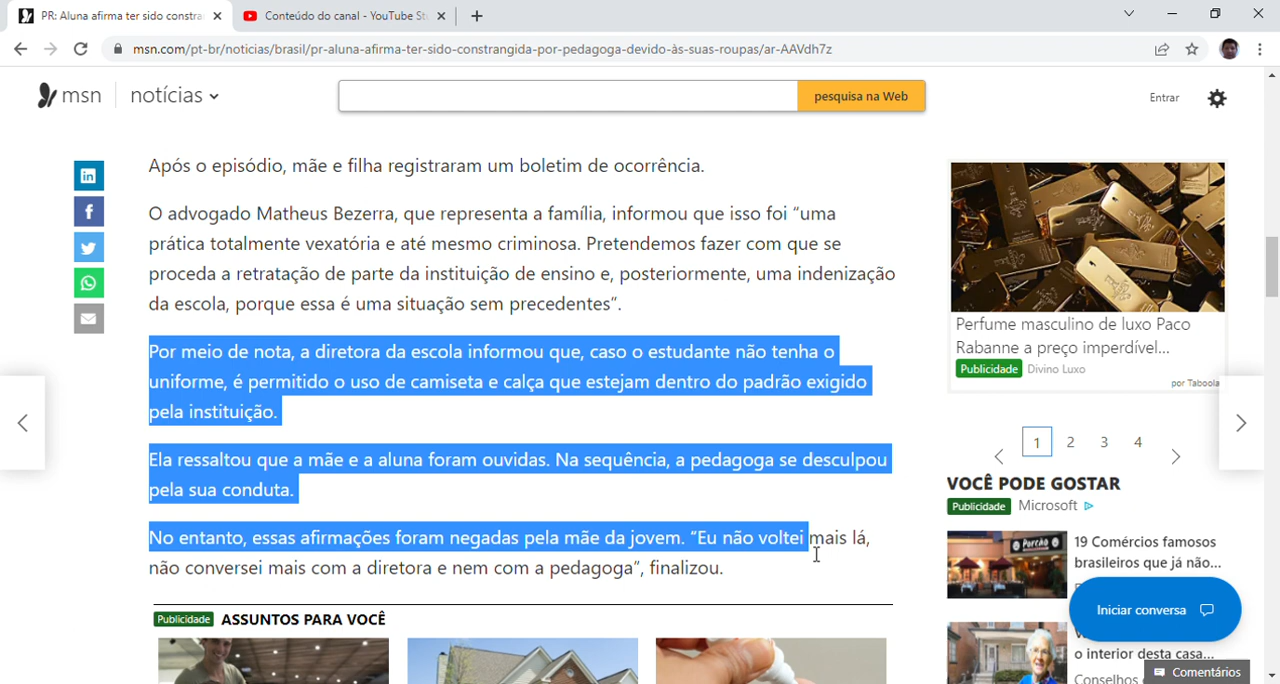 PR: Aluna afirma ter sido constra
Conteúdo do canal - YouTube St
msn.com/pt-br/noticias/brasil/pr-aluna-afirma-ter-sido-constrangida-por-pedagoga-devido-às-suas-roupas/ar-AAVdh7z
msn
notícias
pesquisa na Web
Entrar
Após o episódio, mãe e filha registraram um boletim de ocorrência.
O advogado Matheus Bezerra, que representa a família, informou que isso foi “uma
prática totalmente vexatória e até mesmo criminosa. Pretendemos fazer com que se
proceda a retratação de parte da instituição de ensino e, posteriormente, uma indenização
da escola, porque essa é uma situação sem precedentes”.
Por meio de nota, a diretora da escola informou que, caso o estudante não tenha o
uniforme, é permitido o uso de camiseta e calça que estejam dentro do padrão exigido
pela instituição.
Ela ressaltou que a mãe e a aluna foram ouvidas. Na sequência, a pedagoga se desculpou
pela sua conduta.
No entanto, essas afirmações foram negadas pela mãe da jovem. “Eu não voltei mais lá,
não conversei mais com a diretora e nem com a pedagoga”, finalizou.
Publicidade ASSUNTOS PARA VOCÊ
Perfume masculino de luxo Paco
Rabanne a preço imperdível...
Publicidade Divino Luxo
por Taboola
1 2 3 4
VOCÊ PODE GOSTAR
Publicidade Microsoft
19 Comércios famosos
brasileiros que já não...
Iniciar conversa
o interior desta casa...
Conselhos
Comentários